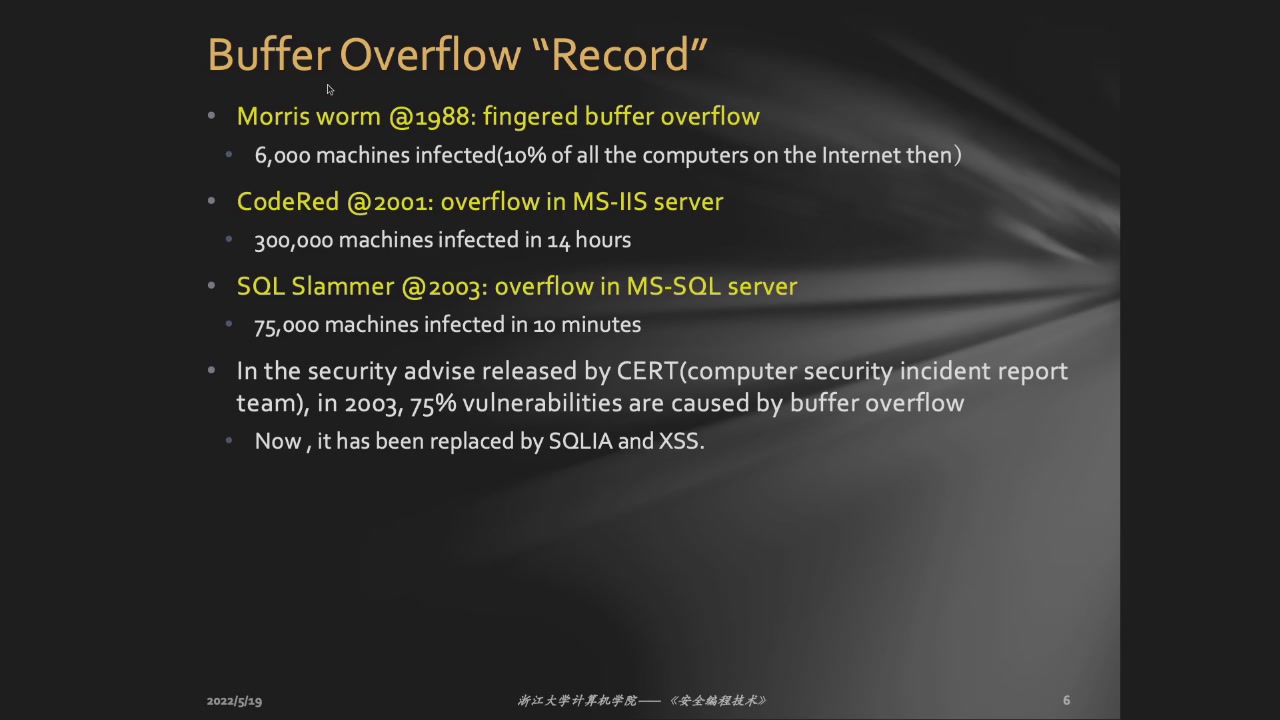 Buffer Overflow “Record”
• Morris worm @1988: fingered buffer overflow
• 6,000 machines infected(10% of all the computers on the Internet then）
• CodeRed @2001: overflow in MS-IIS server
• 300,000 machines infected in 14 hours
• SQL Slammer @2003: overflow in MS-SQL server
• 75,000 machines infected in 10 minutes
• In the security advise released by CERT(computer security incident report
team), in 2003, 75% vulnerabilities are caused by buffer overflow
• Now , it has been replaced by SQLIA and XSS.
2022/5/19
浙江大学计算机学院——《安全编程技术》
6